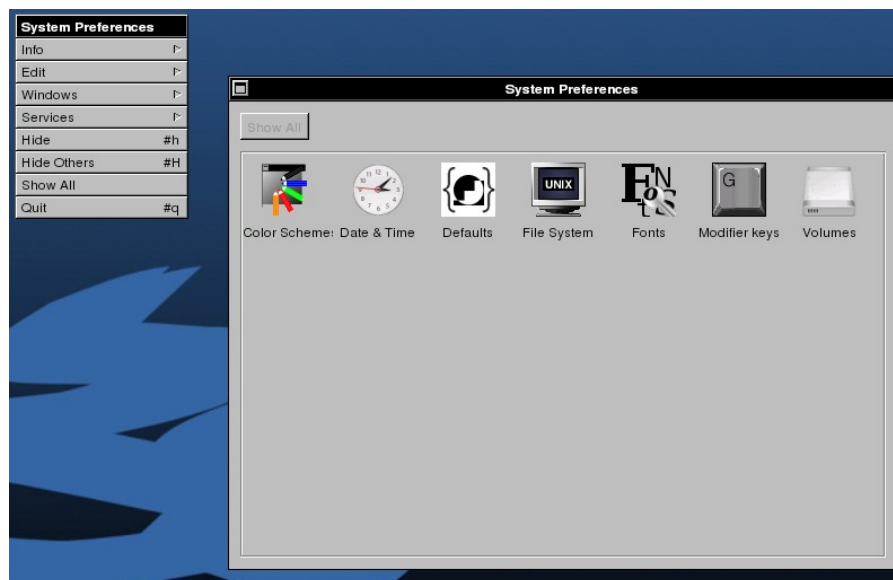 System Preferences
Info
Edit
Windows
Services
Hide #h
Hide Others #H
Show All
Quit #q
System Preferences
Show All
UNIX
G
Color Scheme: Date & Time Defaults File System Fonts Modifier keys Volumes